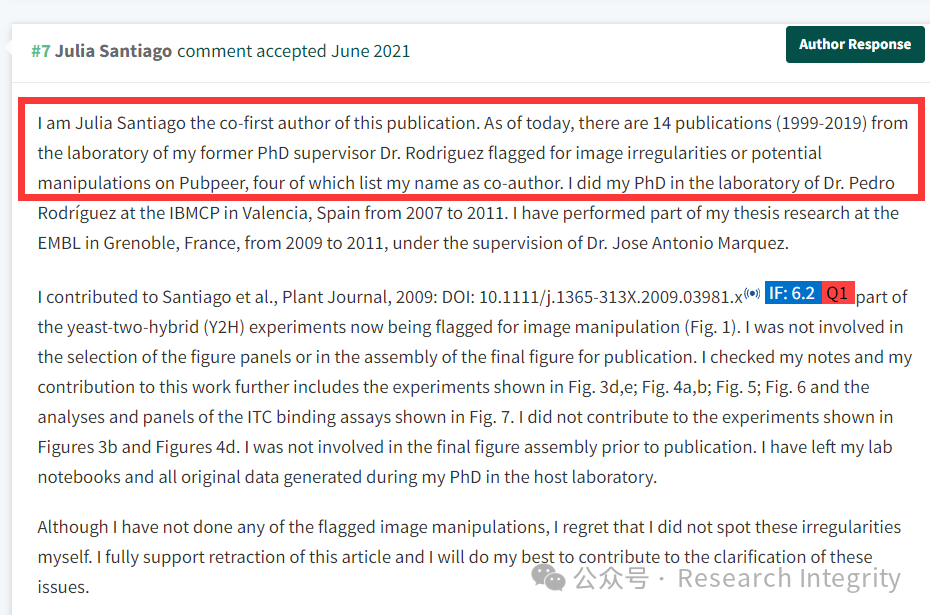 #7 Julia Santiago comment accepted June 2021
Author Response
I am Julia Santiago the co-first author of this publication. As of today, there are 14 publications (1999-2019) from
the laboratory of my former PhD supervisor Dr. Rodriguez flagged for image irregularities or potential
manipulations on Pubpeer, four of which list my name as co-author. I did my PhD in the laboratory of Dr. Pedro
Rodríguez at the IBMCP in Valencia, Spain from 2007 to 2011. I have performed part of my thesis research at the
EMBL in Grenoble, France, from 2009 to 2011, under the supervision of Dr. Jose Antonio Marquez.
I contributed to Santiago et al., Plant Journal, 2009: DOI: 10.1111/j.1365-313X.2009.03981.x IF: 6.2 Q1 part of
the yeast-two-hybrid (Y2H) experiments now being flagged for image manipulation (Fig. 1). I was not involved in
the selection of the figure panels or in the assembly of the final figure for publication. I checked my notes and my
contribution to this work further includes the experiments shown in Fig. 3d,e; Fig. 4a,b; Fig. 5; Fig. 6 and the
analyses and panels of the ITC binding assays shown in Fig. 7. I did not contribute to the experiments shown in
Figures 3b and Figures 4d. I was not involved in the final figure assembly prior to publication. I have left my lab
notebooks and all original data generated during my PhD in the host laboratory.
Although I have not done any of the flagged image manipulations, I regret that I did not spot these irregularities
myself. I fully support retraction of this article and I will do my best to contribute to the clarification of these
issues.
公众号 · Research Integrity